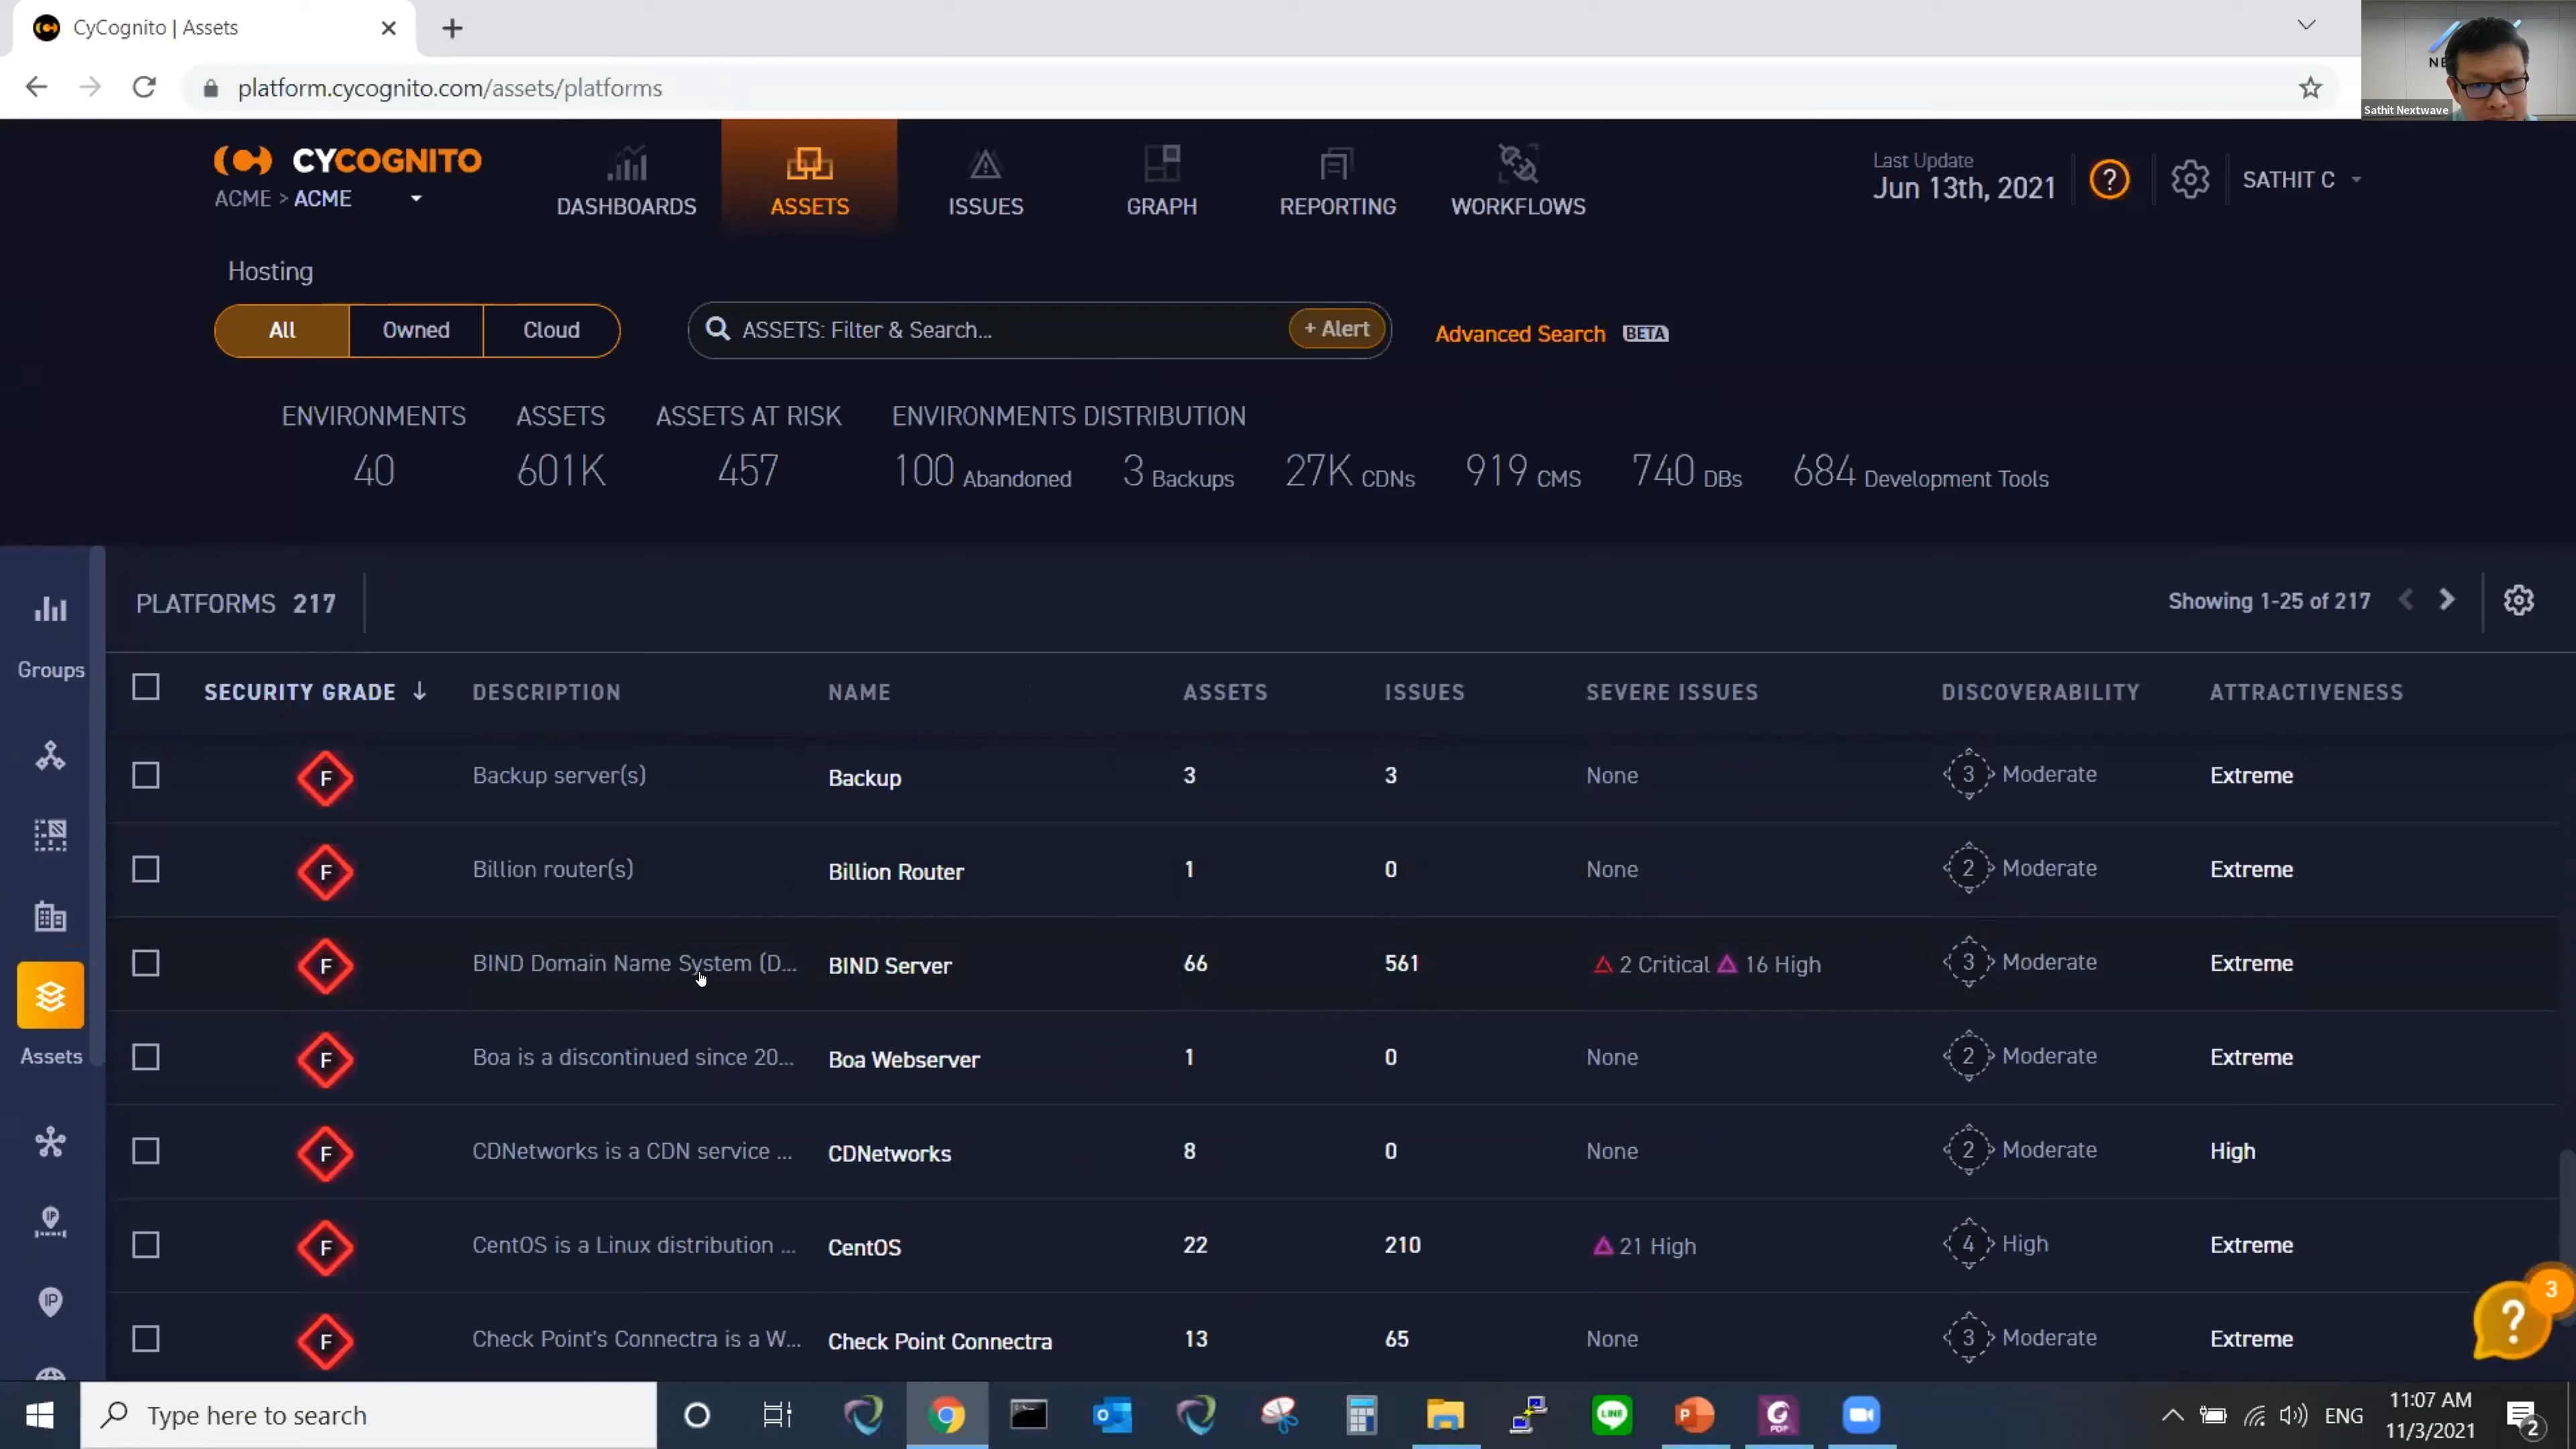 CyCognito | Assets
platform.cycognito.com/assets/platforms
NE
Sathit Nextwave
CYCOGNITO
ACME > ACME
DASHBOARDS
ASSETS
ISSUES
GRAPH
REPORTING
WORKFLOWS
Last Update
Jun 13th, 2021
?
SATHIT C
Hosting
All Owned Cloud
ASSETS: Filter & Search... + Alert
Advanced Search BETA
ENVIRONMENTS ASSETS ASSETS AT RISK ENVIRONMENTS DISTRIBUTION
40 601K 457 100 Abandoned 3 Backups 27K CDNs 919 CMS 740 DBs 684 Development Tools
Groups
Assets
IP
IP
PLATFORMS 217
Showing 1-25 of 217
SECURITY GRADE DESCRIPTION NAME ASSETS ISSUES SEVERE ISSUES DISCOVERABILITY ATTRACTIVENESS
F Backup server(s) Backup 3 3 None 3 Moderate Extreme
F Billion router(s) Billion Router 1 0 None 2 Moderate Extreme
F BIND Domain Name System (D... BIND Server 66 561 2 Critical 16 High 3 Moderate Extreme
F Boa is a discontinued since 20... Boa Webserver 1 0 None 2 Moderate Extreme
F CDNetworks is a CDN service ... CDNetworks 8 0 None 2 Moderate High
F CentOS is a Linux distribution ... CentOS 22 210 21 High 4 High Extreme
F Check Point's Connectra is a W... Check Point Connectra 13 65 None 3 Moderate Extreme
3
?
Type here to search
LINE
PDF
ENG
11:07 AM
11/3/2021
2